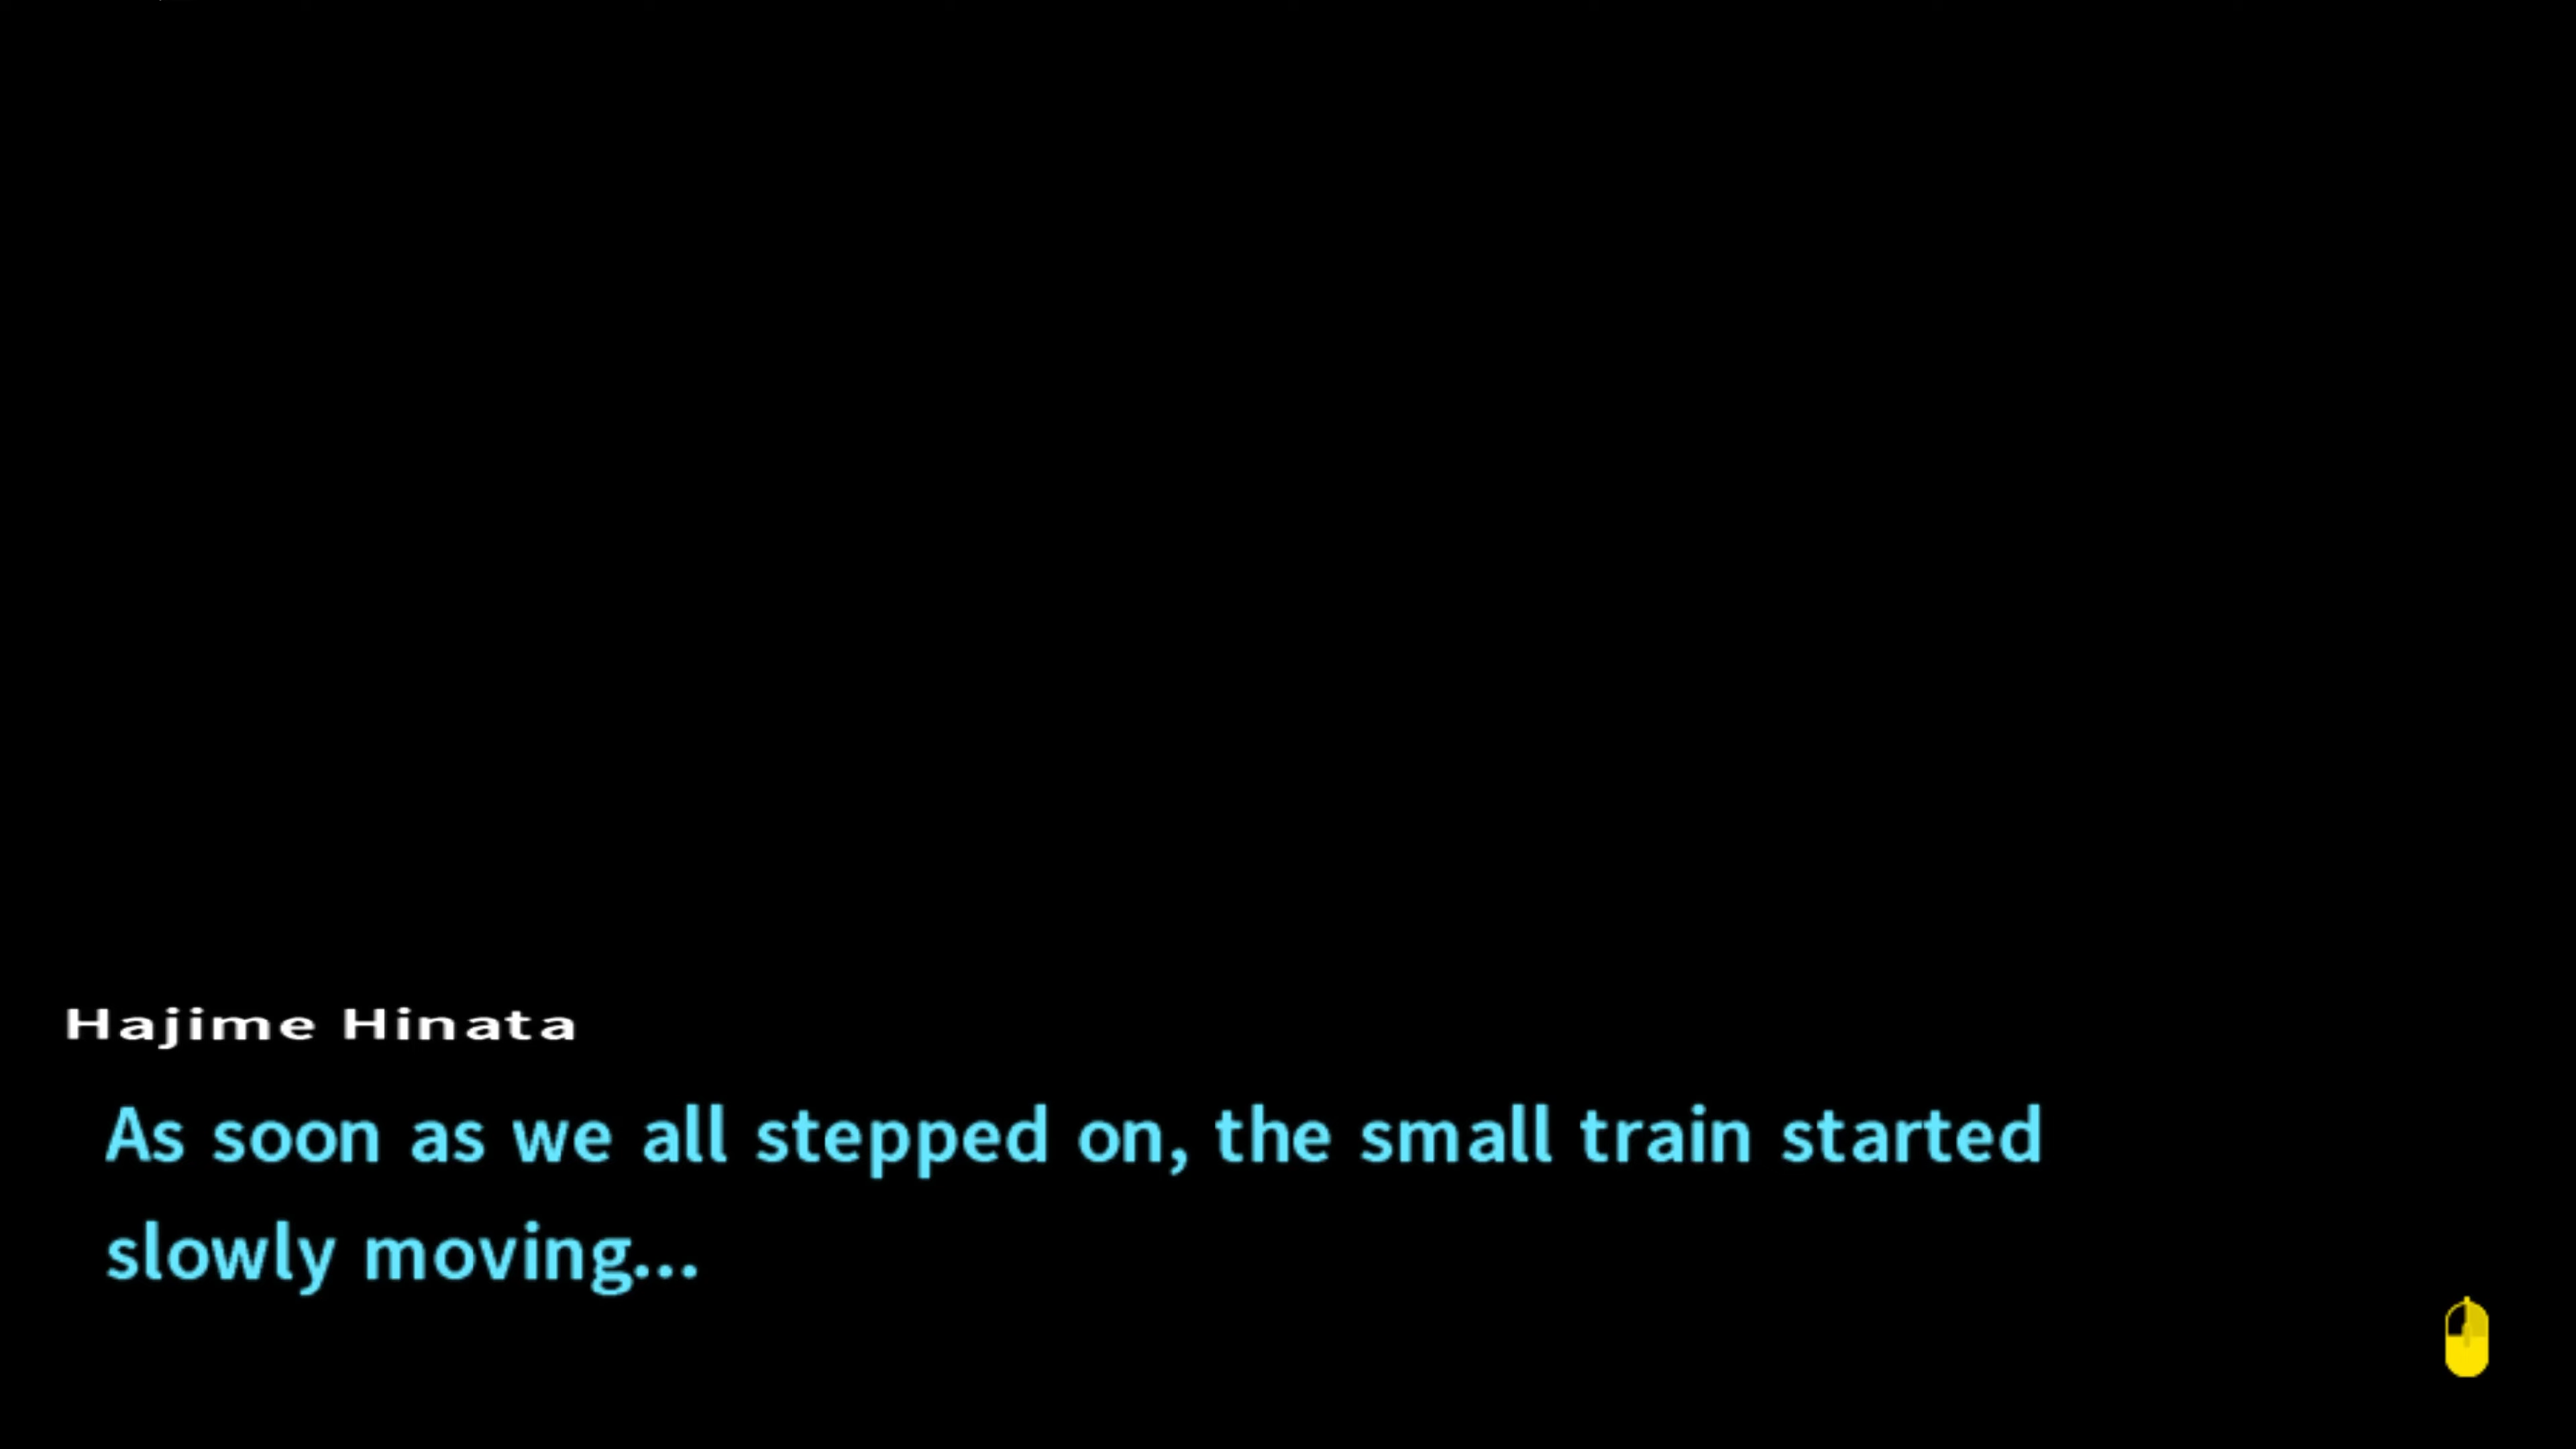 Hajime Hinata
As soon as we all stepped on, the small train started
slowly moving...